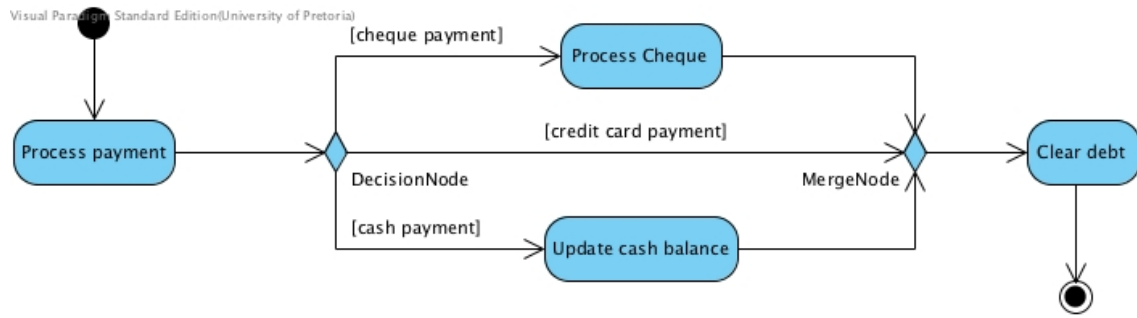 Visual Paradigm Standard Edition(University of Pretoria)
[cheque payment]
Process Cheque
[credit card payment]
Process payment
Clear debt
DecisionNode
MergeNode
[cash payment]
Update cash balance